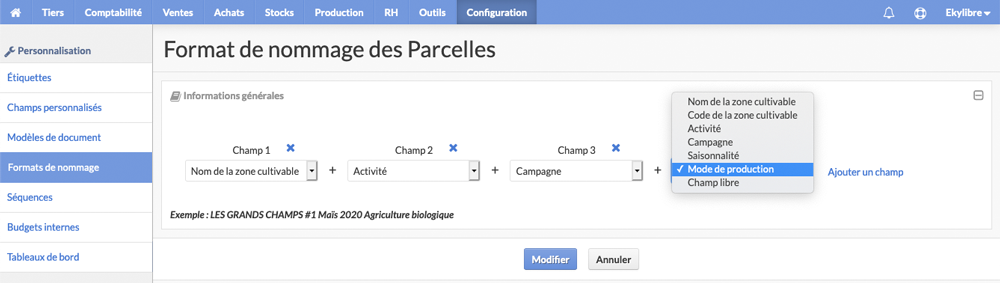 Tiers Comptabilité Ventes Achats Stocks Production RH Outils Configuration Ekylibre
Personnalisation
Étiquettes
Champs personnalisés
Modèles de document
Formats de nommage
Séquences
Budgets internes
Tableaux de bord
Format de nommage des Parcelles
Informations générales
Champ 1 Champ 2 Champ 3
Nom de la zone cultivable + Activité + Campagne +
Nom de la zone cultivable
Code de la zone cultivable
Activité
Campagne
Saisonnalité
✓ Mode de production
Champ libre
Ajouter un champ
Exemple : LES GRANDS CHAMPS #1 Maïs 2020 Agriculture biologique
Modifier Annuler